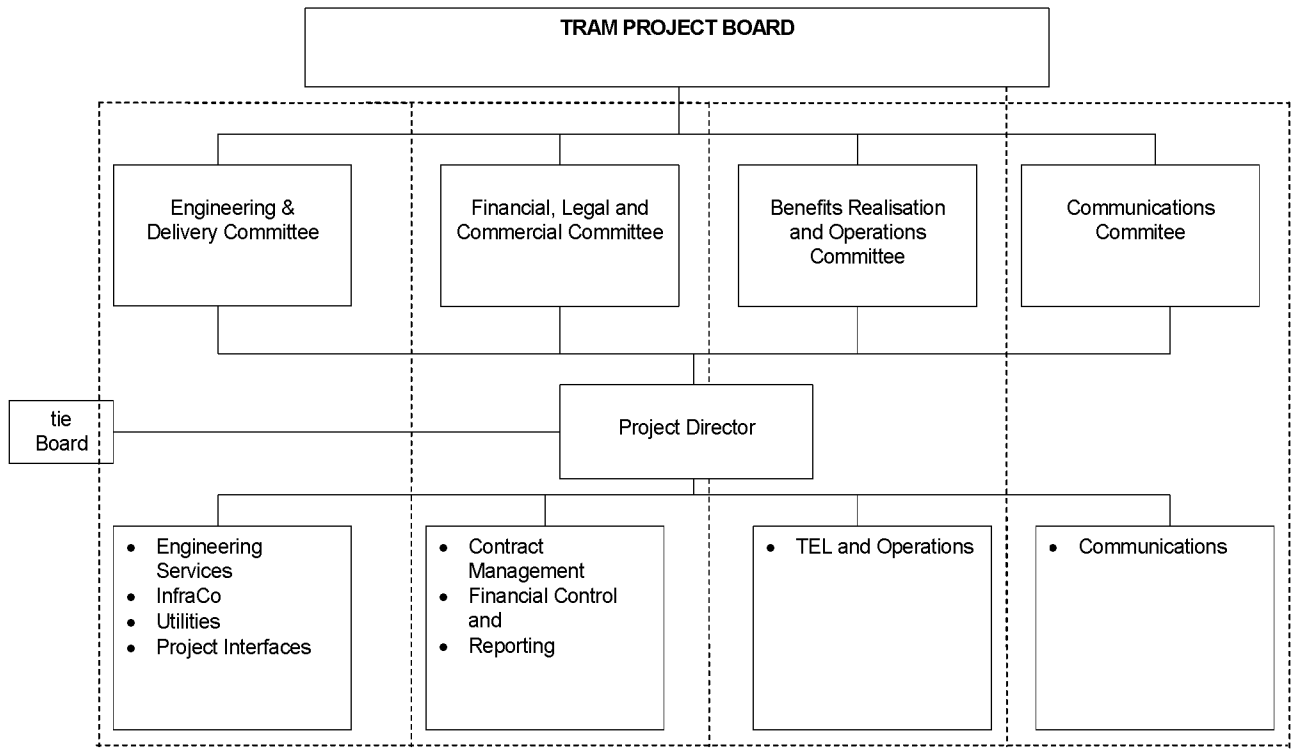 TRAM PROJECT BOARD
Engineering &
Delivery Committee
Financial, Legal and
Commercial Committee
Benefits Realisation
and Operations
Committee
Communications
Commitee
tie
Board
Project Director
• Engineering
Services
• InfraCo
• Utilities
• Project Interfaces
• Contract
Management
• Financial Control
and
• Reporting
• TEL and Operations
• Communications